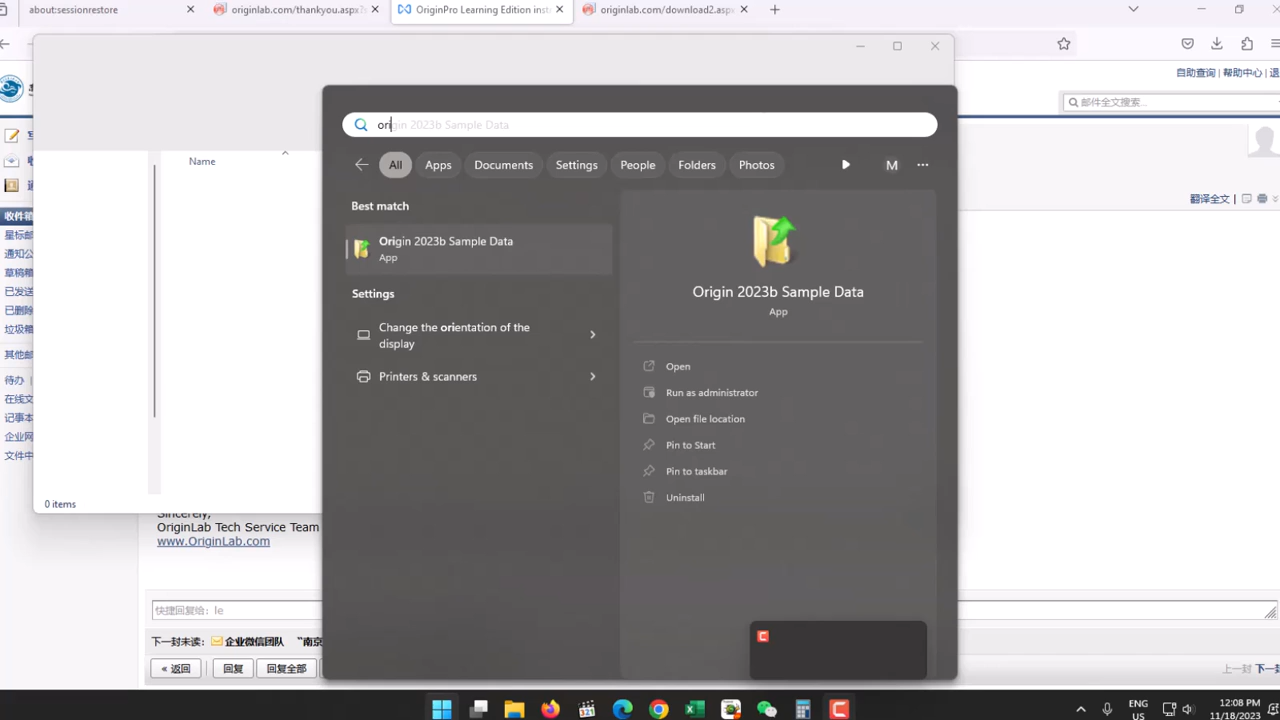 about:sessionrestore
originlab.com/thankyou.aspx?
OriginPro Learning Edition inst
originlab.com/download2.aspx
自助查询 | 帮助中心 | 退
邮件全文搜索...
翻译全文 |
收件箱
星标邮
通知公
草稿箱
已发送
已删除
垃圾箱
其他邮
待办
在线文
记事本
企业网
文件中
Name
0 items
origin 2023b Sample Data
All
Apps
Documents
Settings
People
Folders
Photos
M
Best match
Origin 2023b Sample Data
App
Settings
Change the orientation of the
display
Printers & scanners
Origin 2023b Sample Data
App
Open
Run as administrator
Open file location
Pin to Start
Pin to taskbar
Uninstall
Sincerely,
OriginLab Tech Service Team
www.OriginLab.com
快捷回复给: le
下一封未读: 企业微信团队 “南京
« 返回
回复
回复全部
上一封 下一封
ENG
US
12:08 PM
11/18/2023